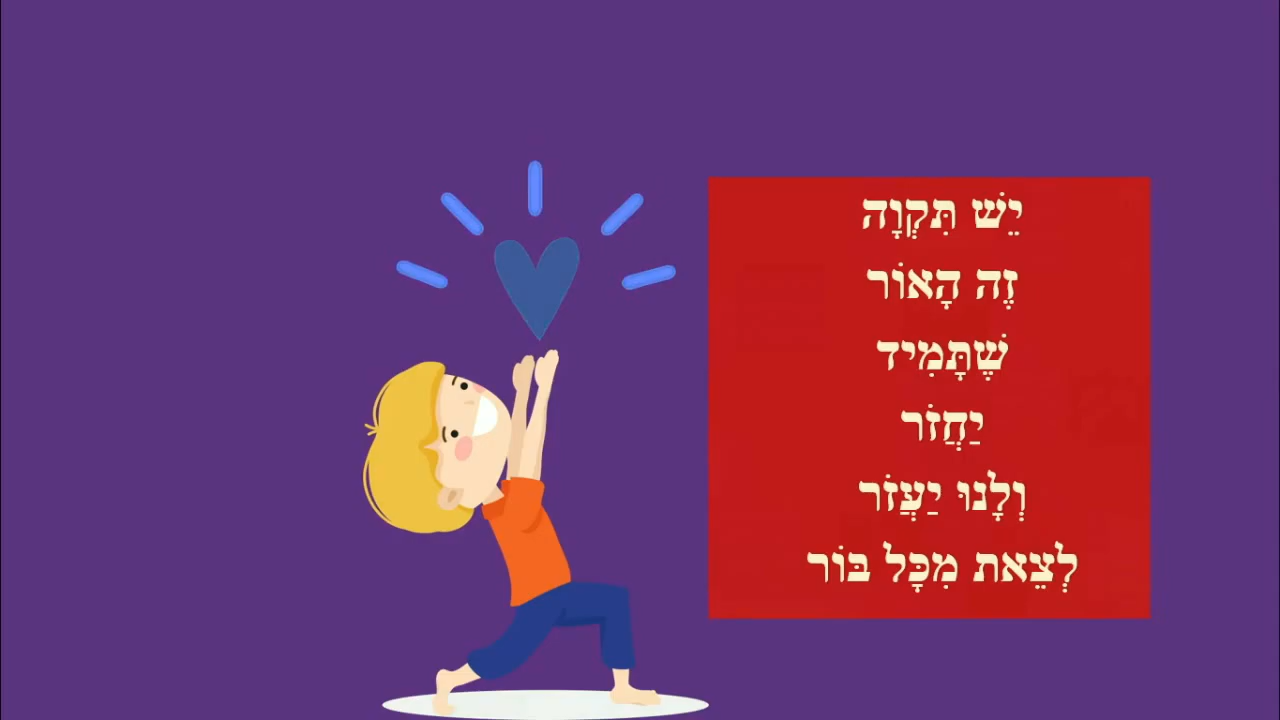 יֵשׁ תִּקְוָה
זֶה הָאוֹר
שֶׁתָּמִיד
יַחֲזֹר
וְלָנוּ יַעֲזֹר
לְצֵאת מִכָּל בּוֹר